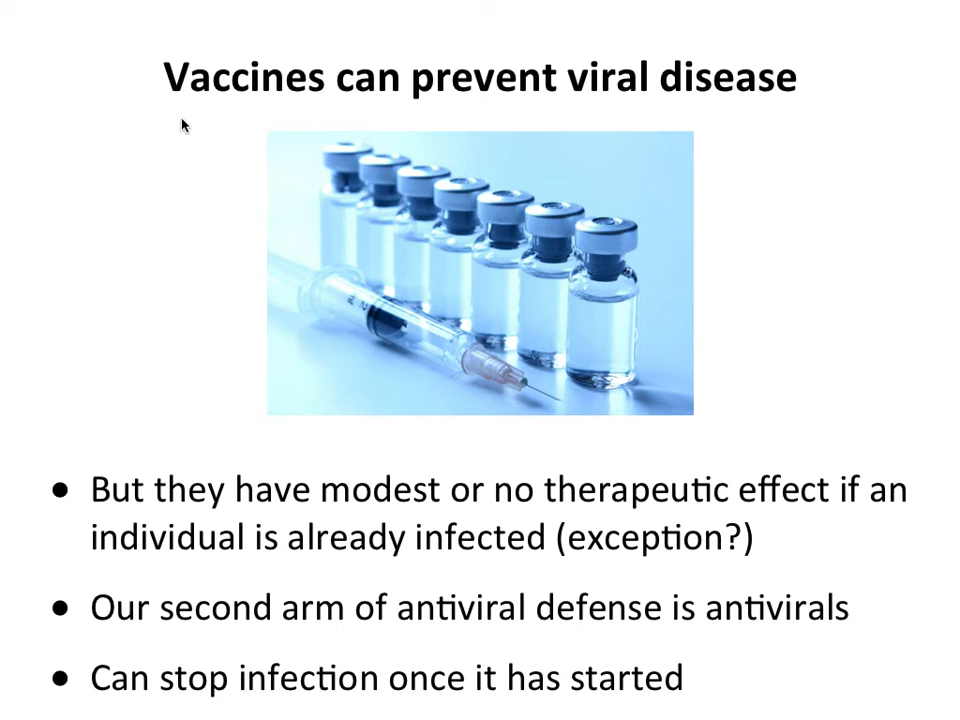 Vaccines can prevent viral disease
• But they have modest or no therapeutic effect if an
individual is already infected (exception?)
• Our second arm of antiviral defense is antivirals
• Can stop infection once it has started